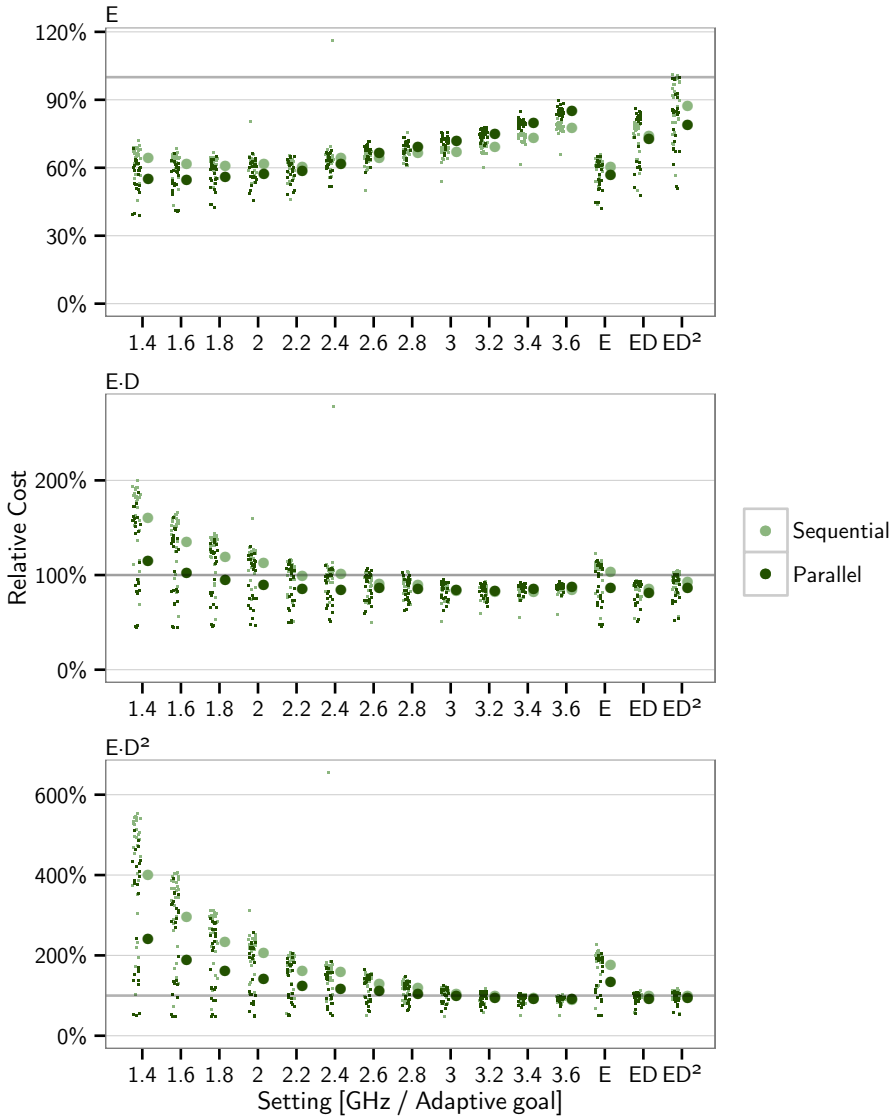 E
120%
90%
60%
30%
0%
1.4 1.6 1.8 2 2.2 2.4 2.6 2.8 3 3.2 3.4 3.6 E ED ED²
E·D
200%
100%
0%
1.4 1.6 1.8 2 2.2 2.4 2.6 2.8 3 3.2 3.4 3.6 E ED ED²
E·D²
600%
400%
200%
0%
1.4 1.6 1.8 2 2.2 2.4 2.6 2.8 3 3.2 3.4 3.6 E ED ED²
Setting [GHz / Adaptive goal]
Relative Cost
Sequential
Parallel